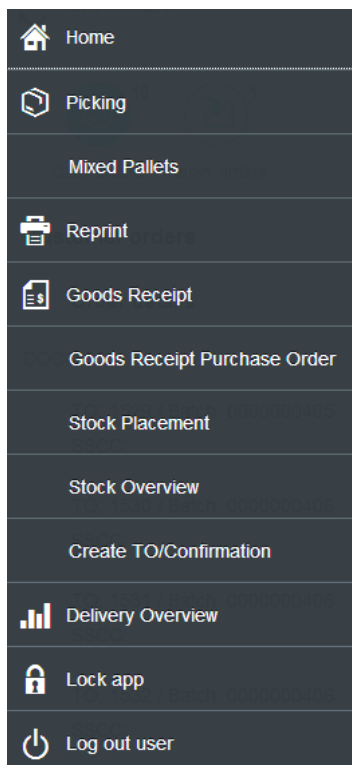 Home
Picking
Mixed Pallets
Reprint
Goods Receipt
Goods Receipt Purchase Order
Stock Placement
Stock Overview
Create TO/Confirmation
Delivery Overview
Lock app
Log out user